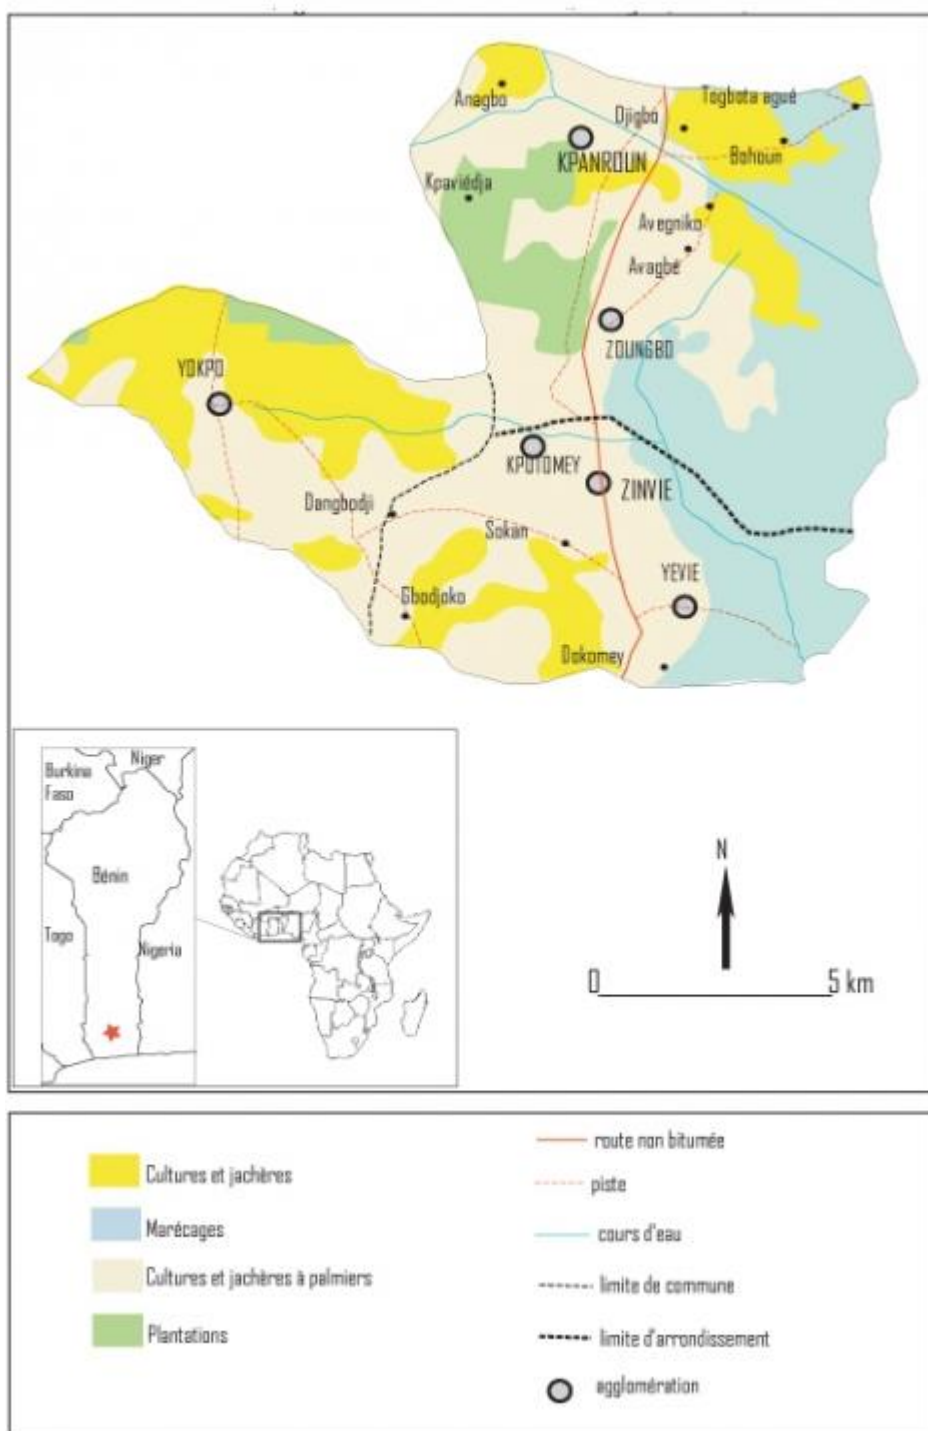 Anagbo
Togbota agué
Djigbo
Bohoun
KPANROUN
Kpaviédja
Avegniko
Avagbé
ZOUNGBO
YOKPO
KPOTOMEY
ZINVIE
Dangbodji
Sokan
YEVIE
Gbodjoko
Dokomey
Niger
Burkina
Faso
Bénin
Togo
Nigeria
N
0 5 km
Cultures et jachères
Marécages
Cultures et jachères à palmiers
Plantations
route non bitumée
piste
cours d'eau
limite de commune
limite d'arrondissement
agglomération